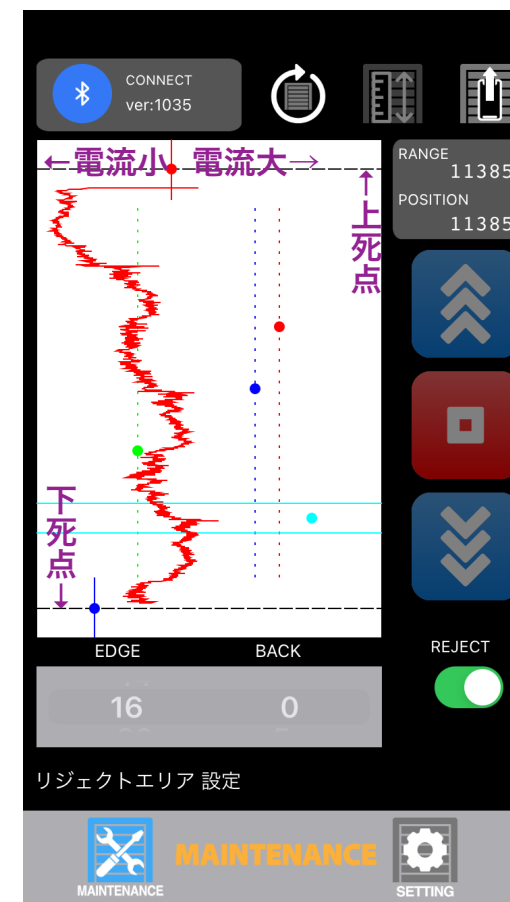 CONNECT
ver:1035
←電流小 電流大→
RANGE
11385
POSITION
11385
↑上死点
下死点↓
EDGE BACK
REJECT
16 0
リジェクトエリア 設定
MAINTENANCE
MAINTENANCE
SETTING